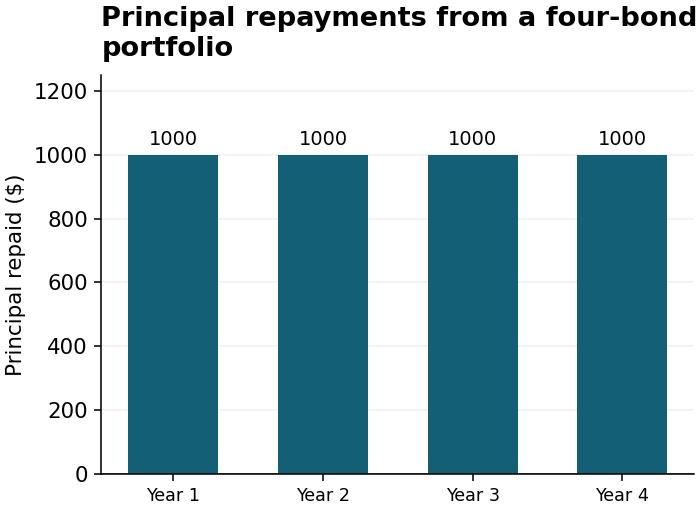 Principal repayments from a four-bond
portfolio
Principal repaid ($)
1200
1000
800
600
400
200
0
1000 1000 1000 1000
Year 1 Year 2 Year 3 Year 4